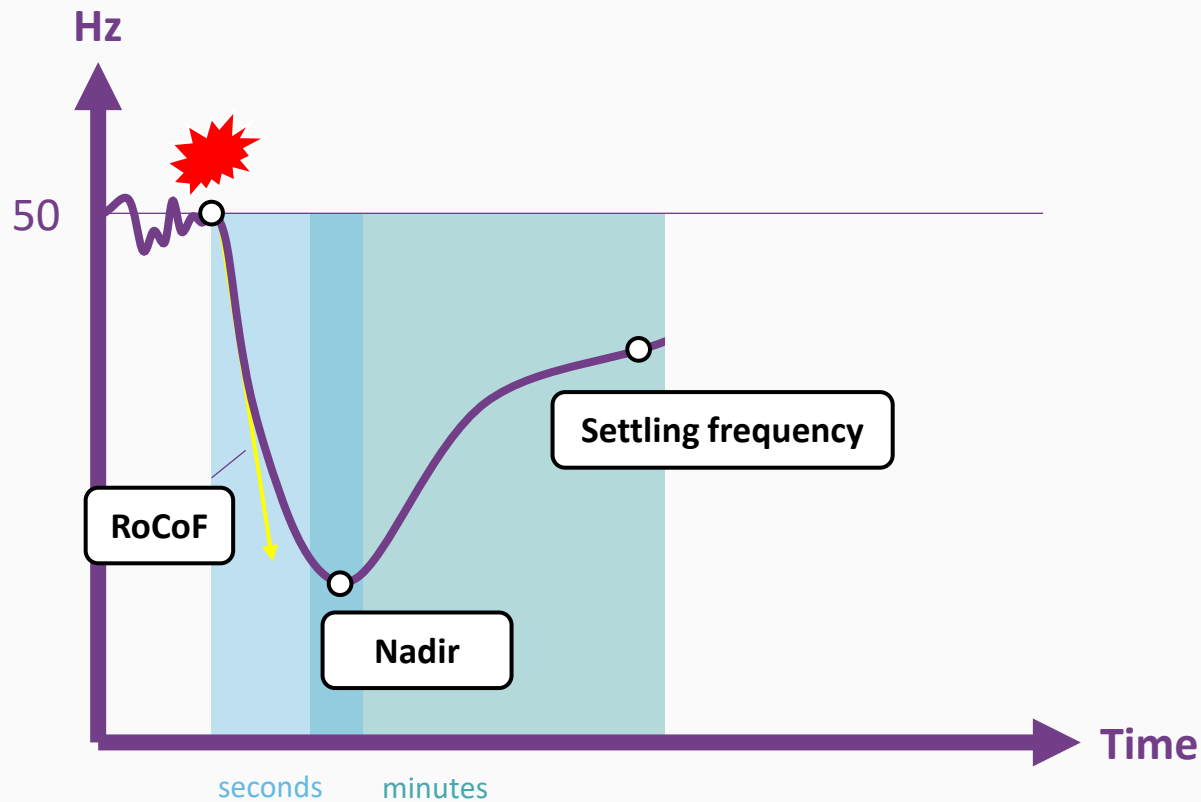 Hz
50
RoCoF
Settling frequency
Nadir
Time
seconds
minutes